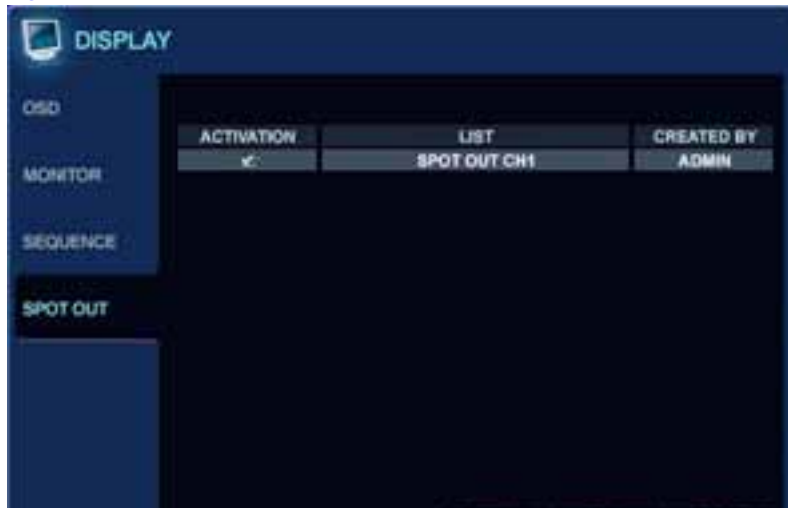 DISPLAY
OSD
MONITOR
SEQUENCE
SPOT OUT
ACTIVATION LIST CREATED BY
SPOT OUT CH1 ADMIN